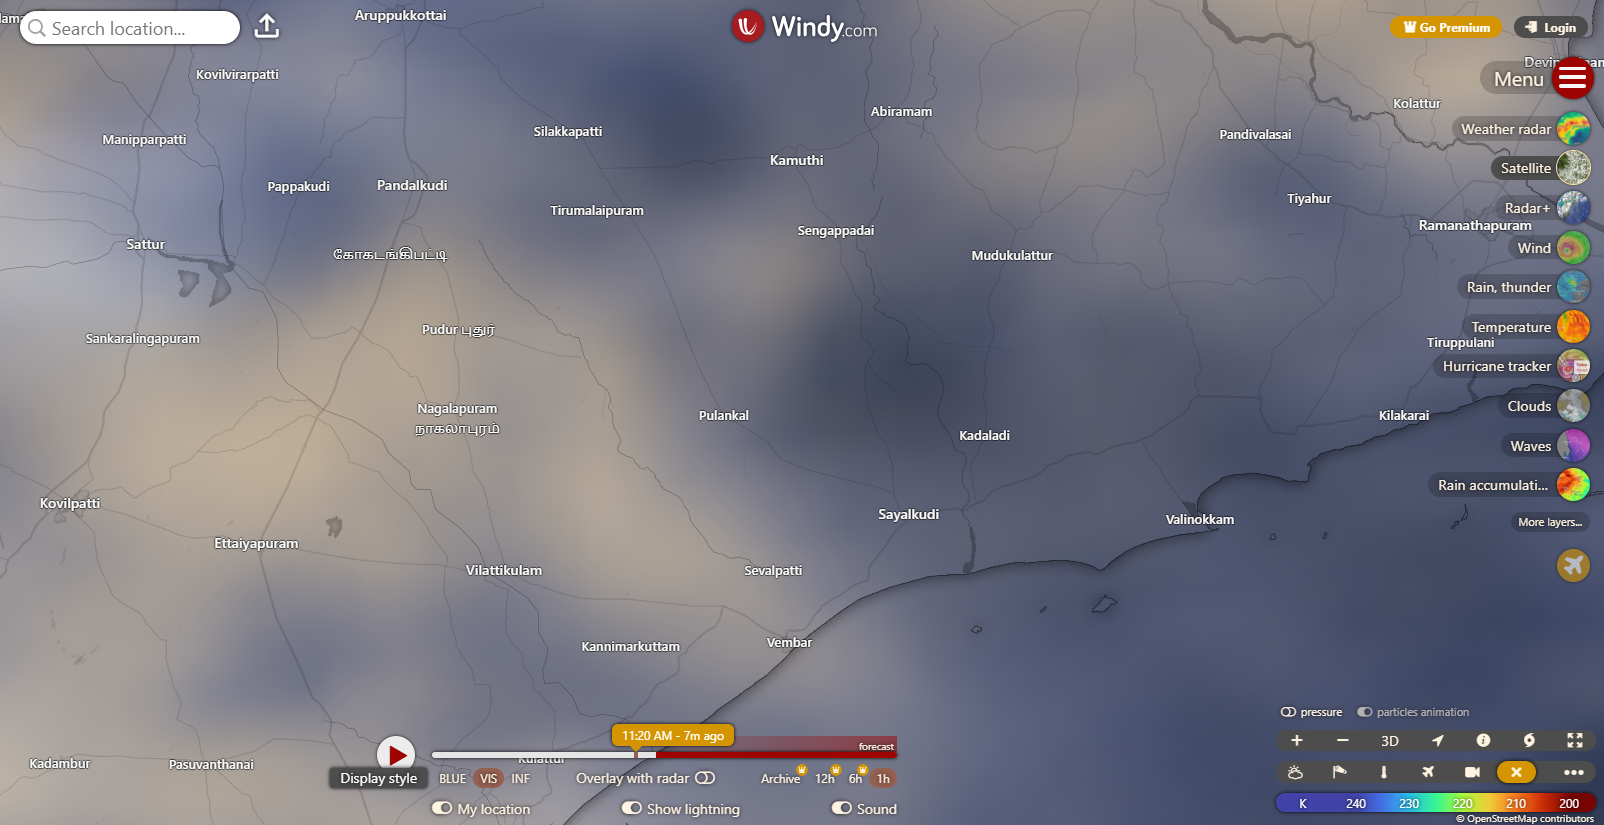 Search location...
Windy.com
Go Premium
Login
Menu
Weather radar
Satellite
Radar+
Wind
Rain, thunder
Temperature
Hurricane tracker
Clouds
Waves
Rain accumulati...
More layers...
Aruppukkottai
Kovilvirarpatti
Kolattur
Abiramam
Silakkapatti
Pandivalasai
Manipparpatti
Kamuthi
Pappakudi
Pandalkudi
Tiyahur
Tirumalaipuram
Ramanathapuram
Sengappadai
Sattur
கோகடங்கிபட்டி
Mudukulattur
Pudur புதுர்
Sankaralingapuram
Tiruppulani
Nagalapuram
நாகலாபுரம்
Pulankal
Kilakarai
Kadaladi
Kovilpatti
Sayalkudi
Valinokkam
Ettaiyapuram
Vilattikulam
Sevalpatti
Kannimarkuttam
Vembar
Kadambur
Pasuvanthanai
Kulattur
11:20 AM - 7m ago
forecast
Display style
BLUE VIS INF
Overlay with radar
Archive 12h 6h 1h
My location
Show lightning
Sound
pressure
particles animation
3D
K 240 230 220 210 200
© OpenStreetMap contributors